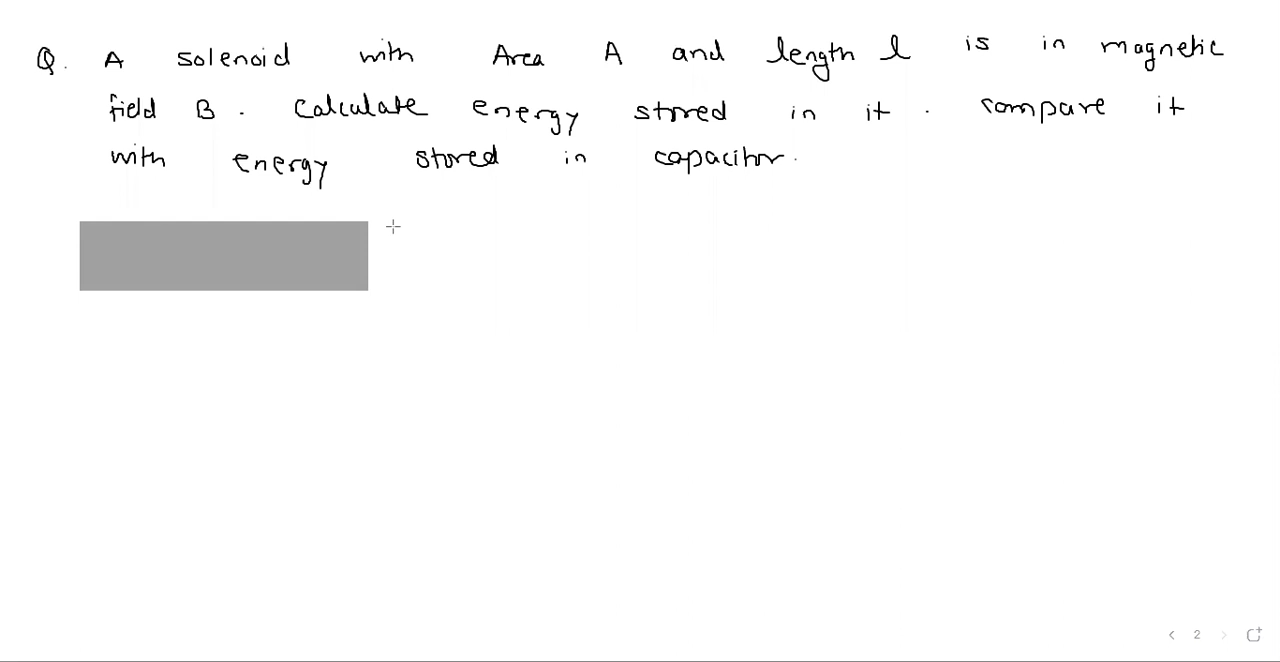 Q. A solenoid with Area A and length l is in magnetic
field B. Calculate energy stored in it. compare it
with energy stored in capacitor.
2